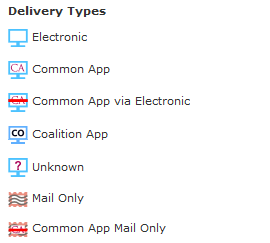 Delivery Types
Electronic
CA Common App
CA Common App via Electronic
CO Coalition App
? Unknown
Mail Only
CA Common App Mail Only